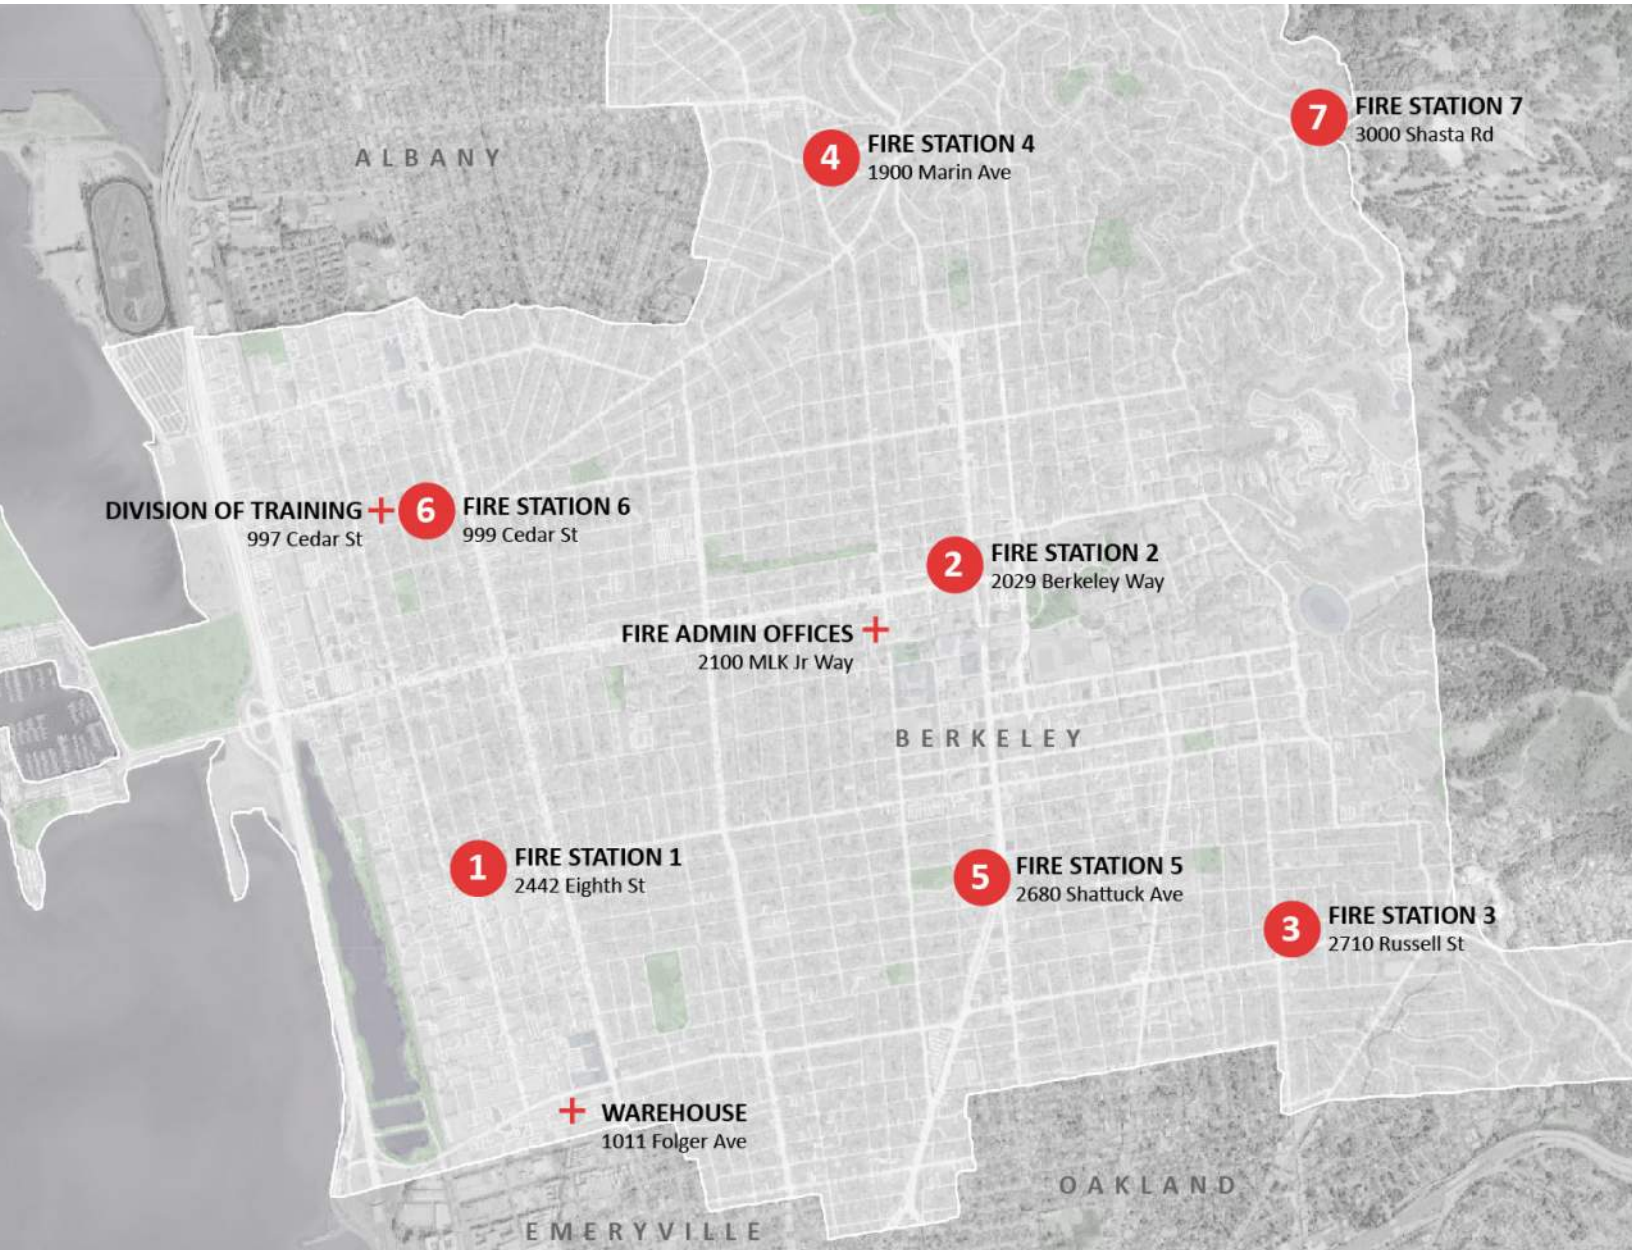 7
FIRE STATION 7
3000 Shasta Rd
4
FIRE STATION 4
1900 Marin Ave
ALBANY
DIVISION OF TRAINING
997 Cedar St
6
FIRE STATION 6
999 Cedar St
2
FIRE STATION 2
2029 Berkeley Way
FIRE ADMIN OFFICES
2100 MLK Jr Way
BERKELEY
1
FIRE STATION 1
2442 Eighth St
5
FIRE STATION 5
2680 Shattuck Ave
3
FIRE STATION 3
2710 Russell St
WAREHOUSE
1011 Folger Ave
OAKLAND
EMERYVILLE